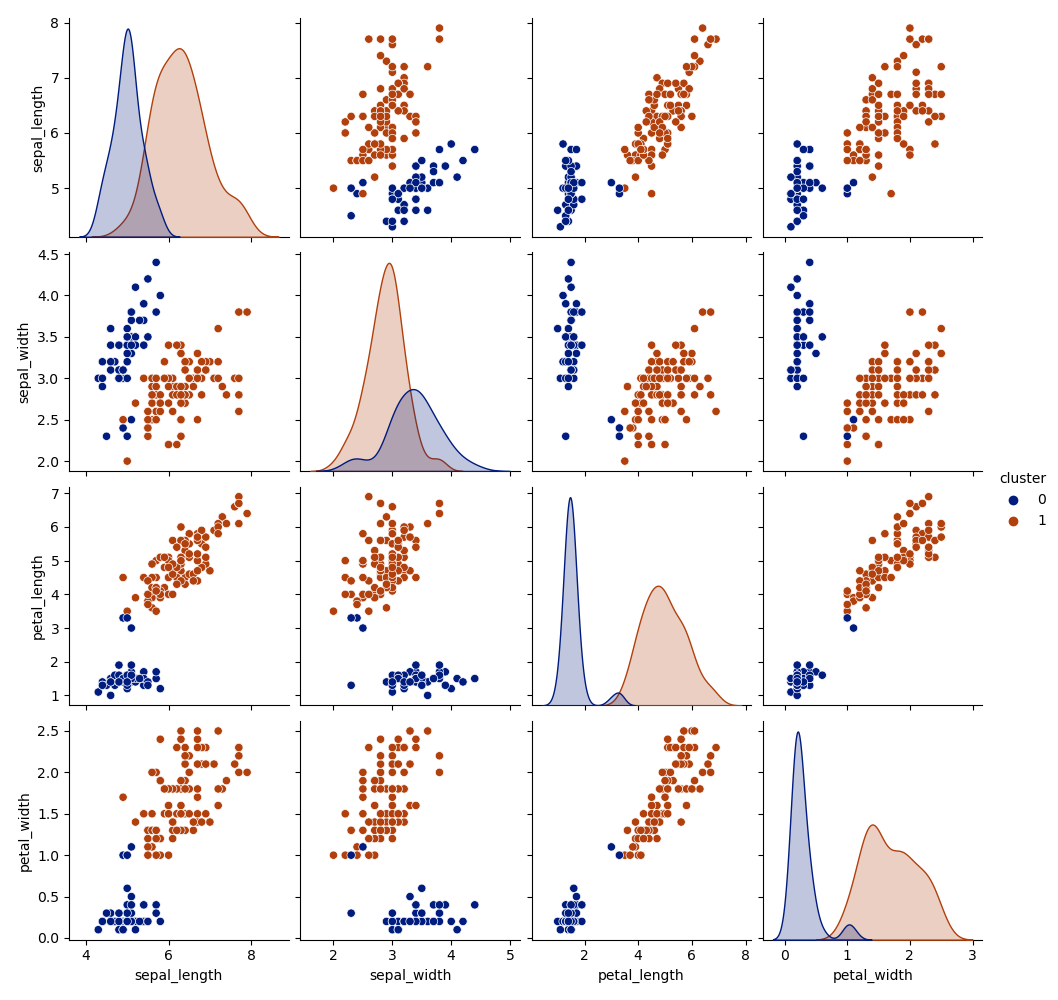 8
7
6
5
sepal_length
4.5
4.0
3.5
3.0
2.5
2.0
sepal_width
7
6
5
4
3
2
1
petal_length
cluster
0
1
2.5
2.0
1.5
1.0
0.5
0.0
petal_width
4 6 8
sepal_length
2 3 4 5
sepal_width
2 4 6 8
petal_length
0 1 2 3
petal_width